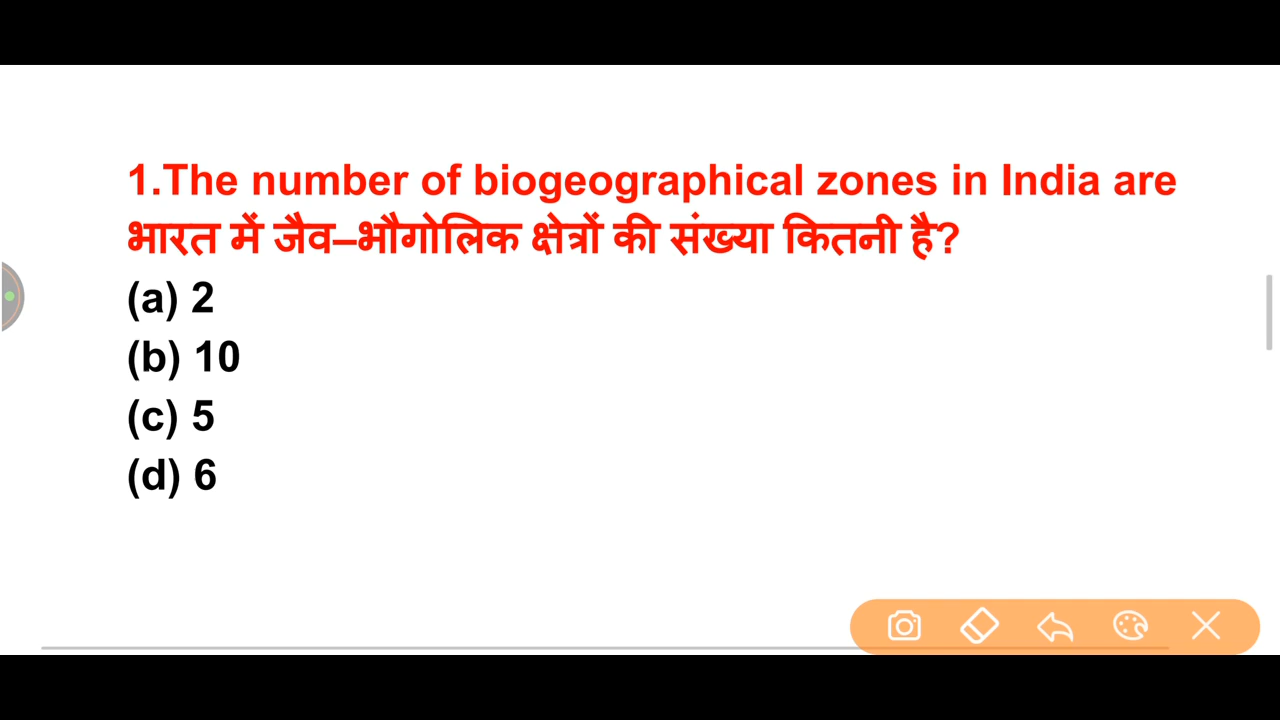 1.The number of biogeographical zones in India are
भारत में जैव–भौगोलिक क्षेत्रों की संख्या कितनी है?
(a) 2
(b) 10
(c) 5
(d) 6